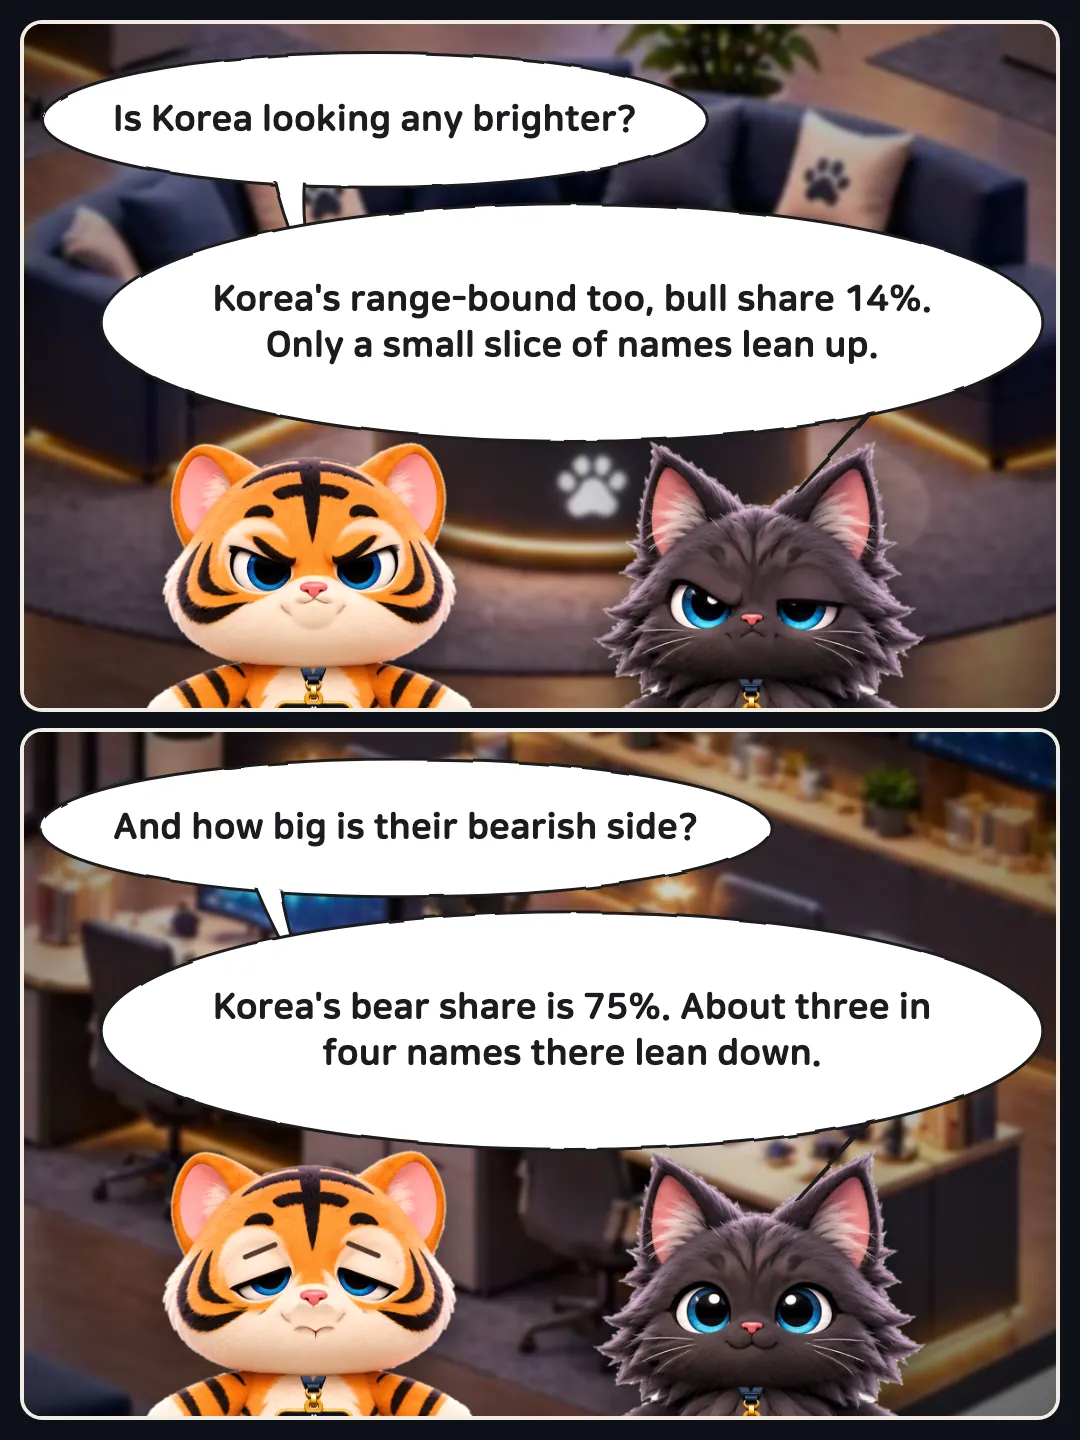 Is Korea looking any brighter?
Korea's range-bound too, bull share 14%.
Only a small slice of names lean up.
And how big is their bearish side?
Korea's bear share is 75%. About three in
four names there lean down.